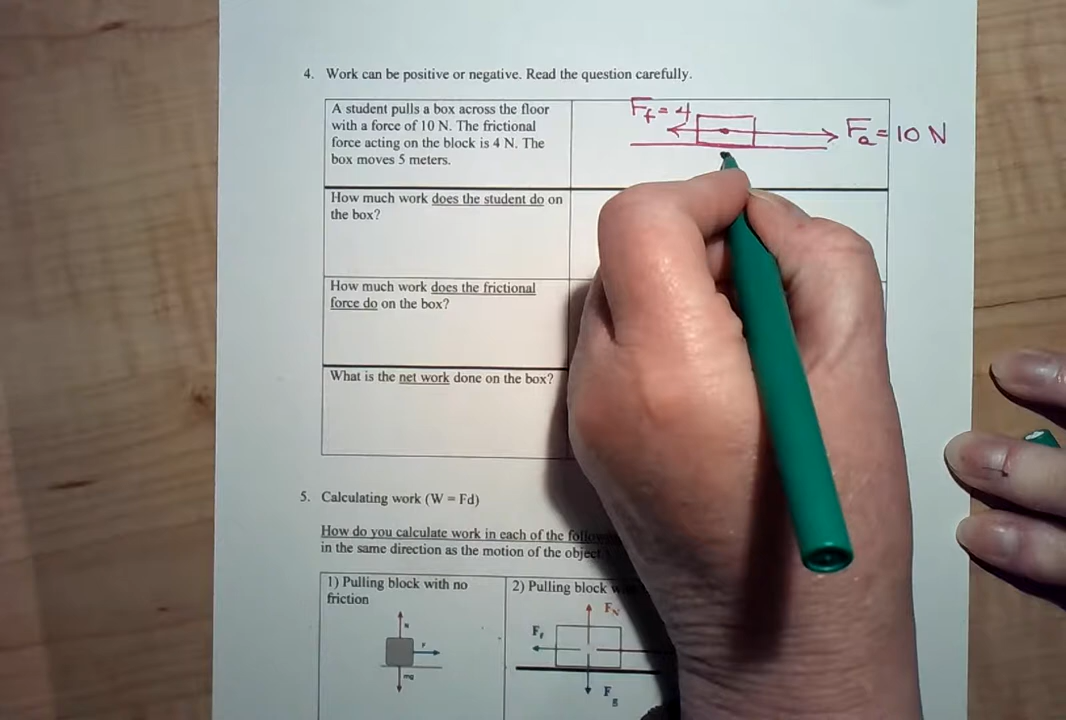 4. Work can be positive or negative. Read the question carefully.
A student pulls a box across the floor
with a force of 10 N. The frictional
force acting on the block is 4 N. The
box moves 5 meters.
Ff = 4
Fa = 10 N
How much work does the student do on
the box?
How much work does the frictional
force do on the box?
What is the net work done on the box?
5. Calculating work (W = Fd)
How do you calculate work in each of the
in the same direction as the motion of the object
1) Pulling block with no
friction
N
F
mg
2) Pulling block
FN
Ff
Fg